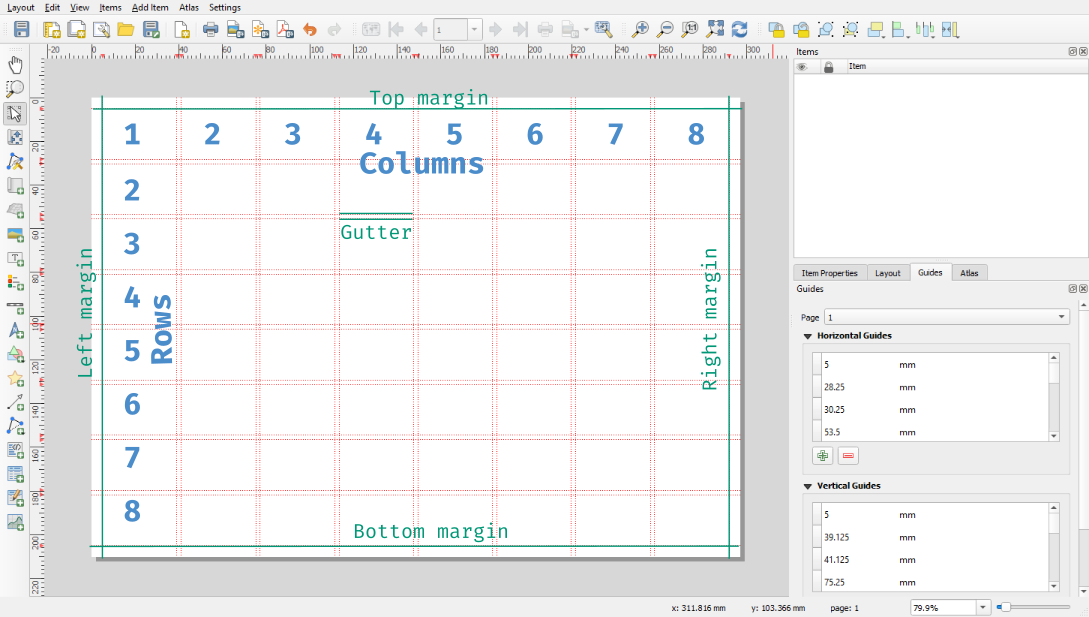 Layout Edit View Items Add Item Atlas Settings
1
-20 0 20 40 60 80 100 120 140 160 180 200 220 240 260 280 300
0
20
40
60
80
100
120
140
160
180
200
220
Top margin
1 2 3 4 5 6 7 8
Columns
2
Gutter
3
Left margin
Right margin
4
Rows
5
6
7
8
Bottom margin
Items
Item
Item Properties Layout Guides Atlas
Guides
Page 1
Horizontal Guides
5 mm
28.25 mm
30.25 mm
53.5 mm
Vertical Guides
5 mm
39.125 mm
41.125 mm
75.25 mm
x: 311.816 mm y: 103.366 mm page: 1 79.9%